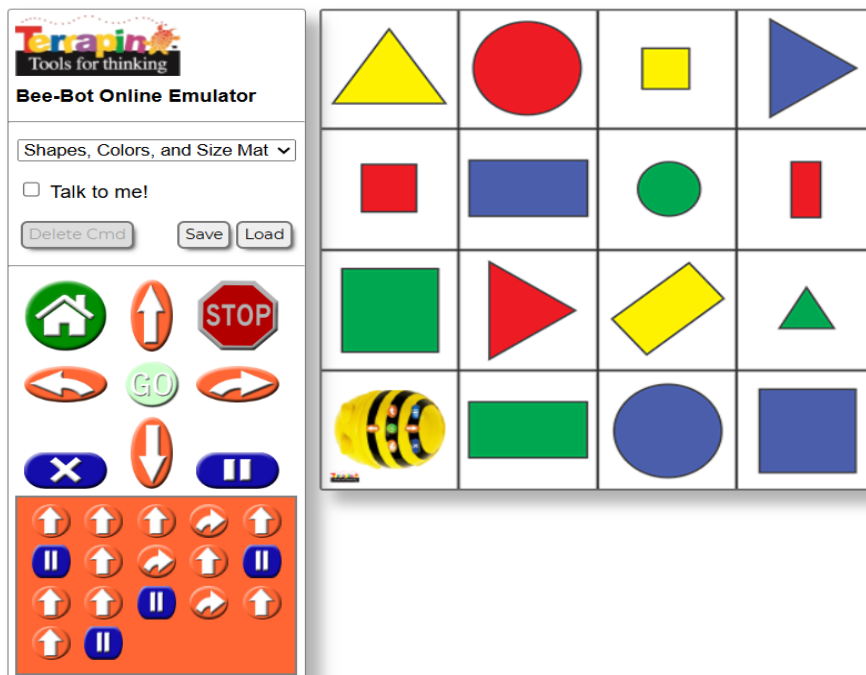 Terrapin
Tools for thinking
Bee-Bot Online Emulator
Shapes, Colors, and Size Mat
Talk to me!
Delete Cmd Save Load
STOP
GO
Terrapin